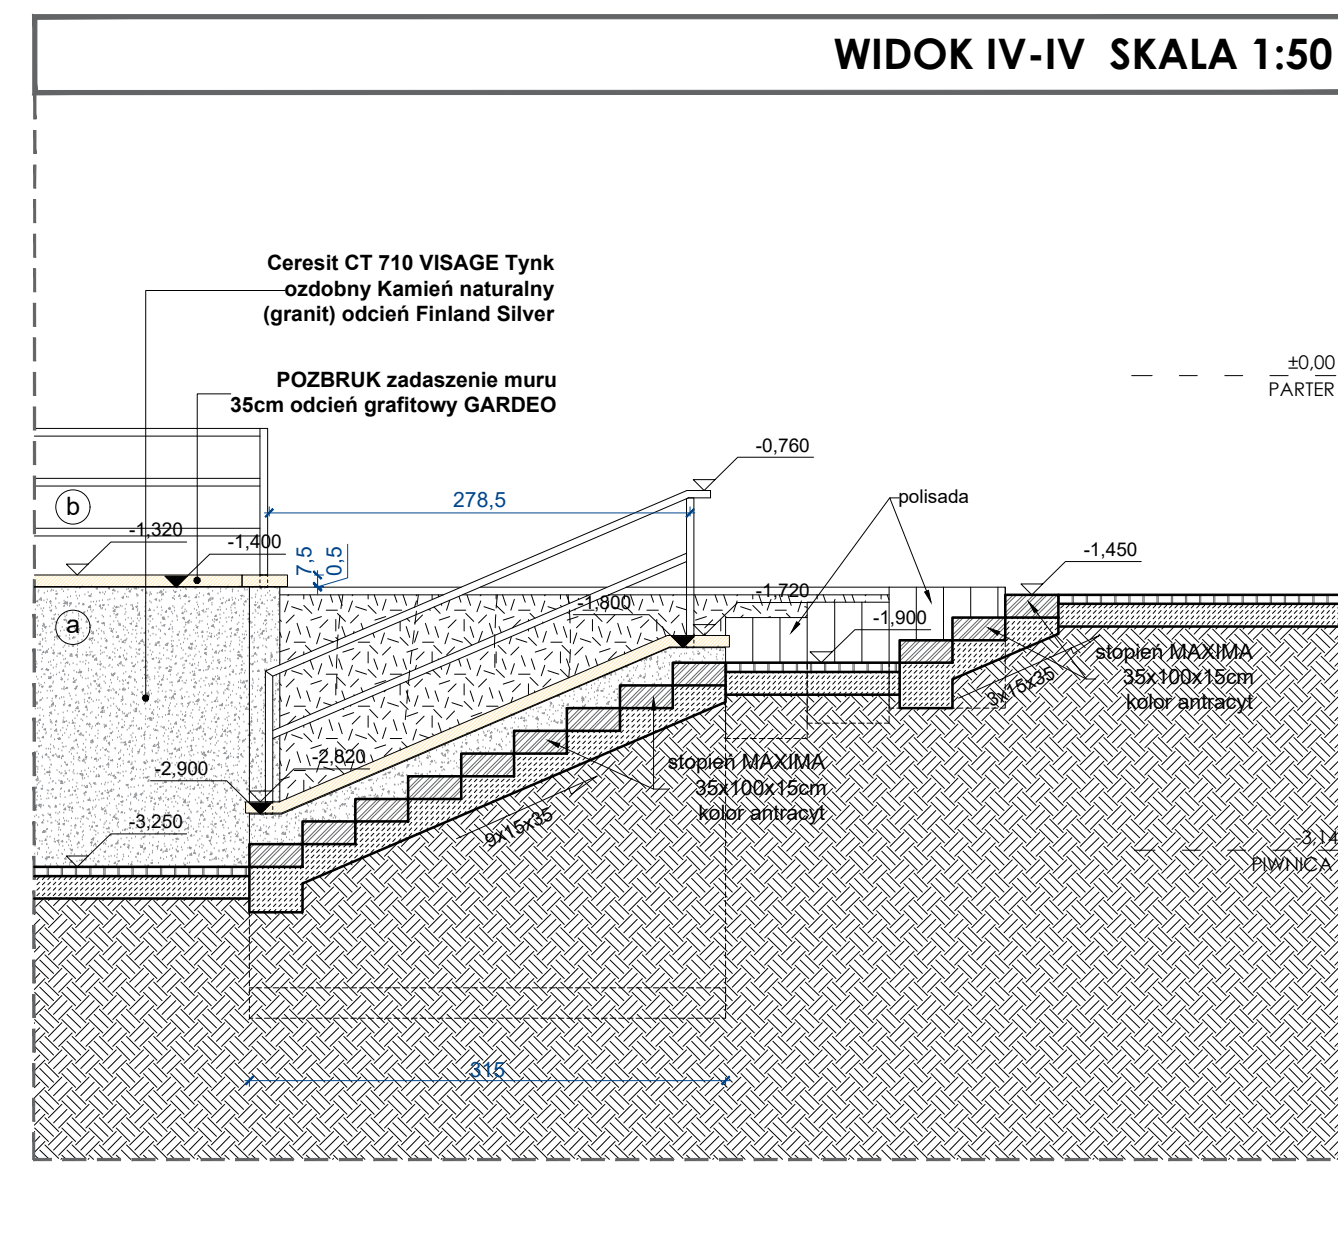 WIDOK IV-IV SKALA 1:50
Ceresit CT 710 VISAGE Tynk
ozdobny Kamień naturalny
(granit) odcień Finland Silver
±0,00
PARTER
POZBRUK zadaszenie muru
35cm odcień grafitowy GARDEO
-0,760
278,5
polisada
b
-1,320
-1,400
7,5
0,5
-1,450
-1,800
-1,720
-1,900
a
stopień MAXIMA
35x100x15cm
kolor antracyt
3x15x35
-2,900
-2,820
stopień MAXIMA
35x100x15cm
kolor antracyt
9x15x35
-3,250
-3,14
PIWNICA
315